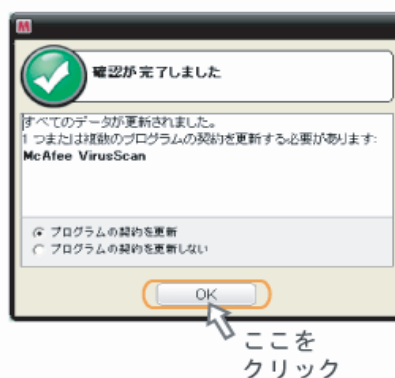 確認が完了しました
すべてのデータが更新されました。
1 つまたは複数のプログラムの契約を更新する必要があります:
McAfee VirusScan
プログラムの契約を更新
プログラムの契約を更新しない
OK
ここを
クリック